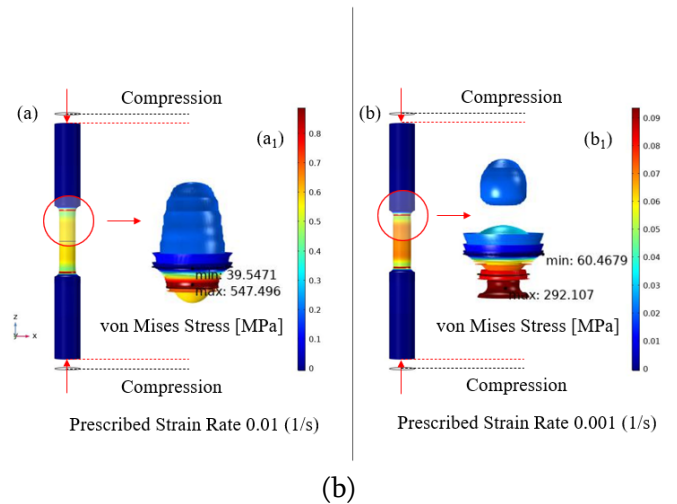 Compression
(a)
(a1)
0.8
0.7
0.6
0.5
0.4
0.3
0.2
0.1
0
min: 39.5471
max: 547.496
z
y
x
von Mises Stress [MPa]
Compression
Prescribed Strain Rate 0.01 (1/s)
Compression
(b)
(b1)
0.09
0.08
0.07
0.06
0.05
0.04
0.03
0.02
0.01
0
min: 60.4679
max: 292.107
von Mises Stress [MPa]
Compression
Prescribed Strain Rate 0.001 (1/s)
(b)